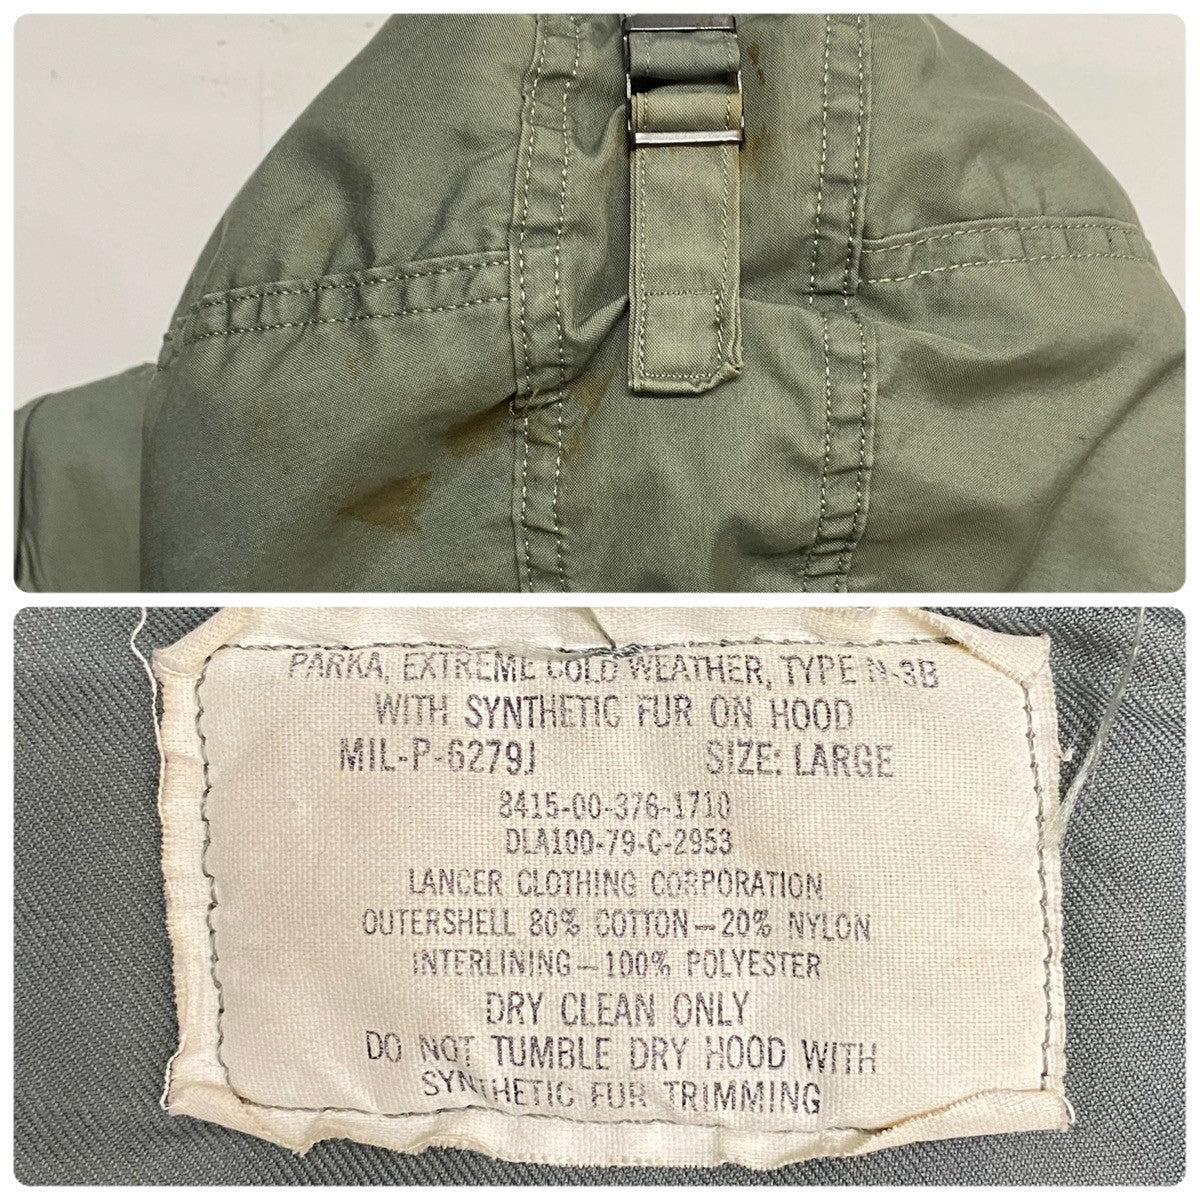 PARKA, EXTREME COLD WEATHER, TYPE N-3B
WITH SYNTHETIC FUR ON HOOD
MIL-P-6279J SIZE: LARGE
8415-00-376-1710
DLA100-79-C-2953
LANCER CLOTHING CORPORATION
OUTERSHELL 80% COTTON-20% NYLON
INTERLINING-100% POLYESTER
DRY CLEAN ONLY
DO NOT TUMBLE DRY HOOD WITH
SYNTHETIC FUR TRIMMING